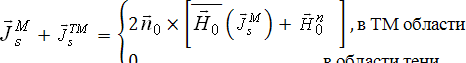 J⃗ₛᴹ + J⃗ₛᵀᴹ = { 2n⃗₀ × [H⃗₀ (J⃗ₛᴹ) + H⃗₀ⁿ ] , в ТМ области
0 в области тени